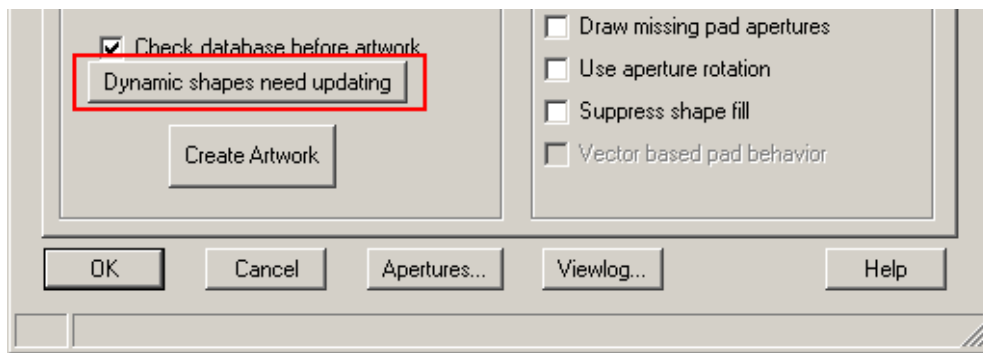 Check database before artwork
Dynamic shapes need updating
Create Artwork
Draw missing pad apertures
Use aperture rotation
Suppress shape fill
Vector based pad behavior
OK Cancel Apertures... Viewlog... Help